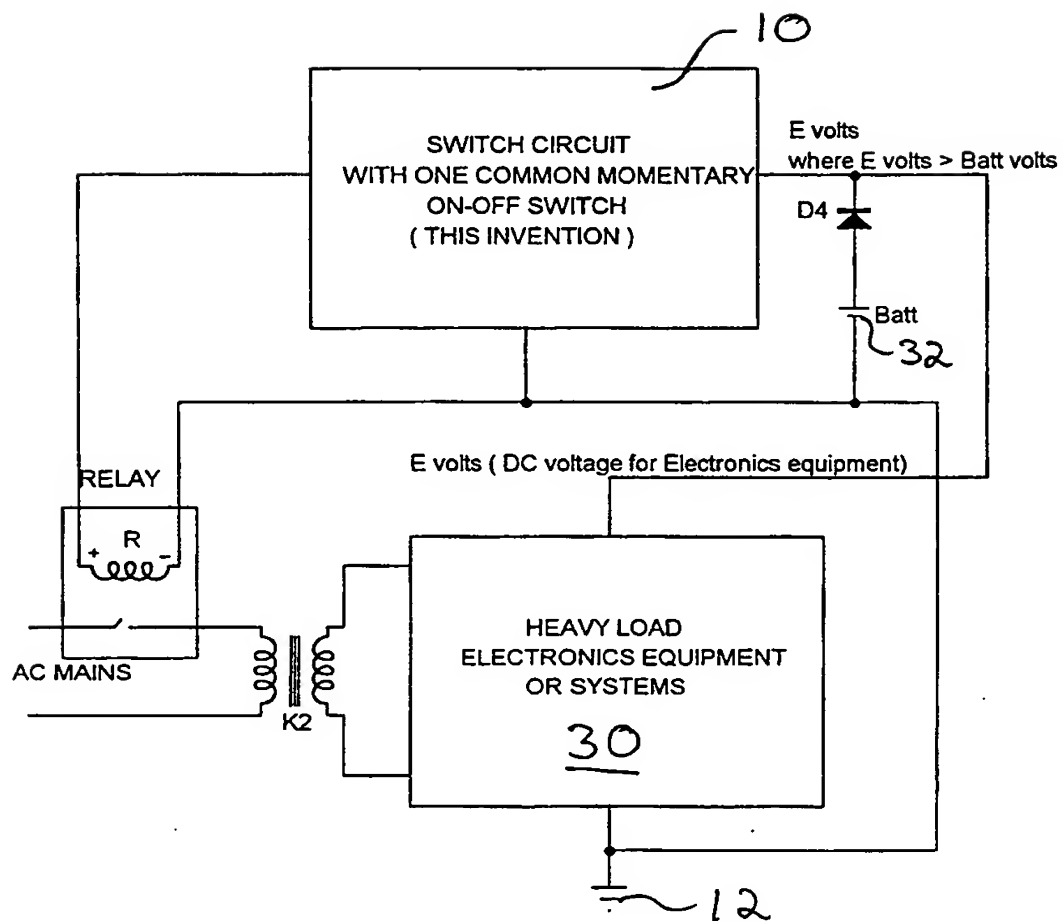 10
SWITCH CIRCUIT
WITH ONE COMMON MOMENTARY
ON-OFF SWITCH
( THIS INVENTION )
E volts
where E volts > Batt volts
D4
Batt
32
E volts ( DC voltage for Electronics equipment)
RELAY
R
+ -
AC MAINS
K2
HEAVY LOAD
ELECTRONICS EQUIPMENT
OR SYSTEMS
30
12